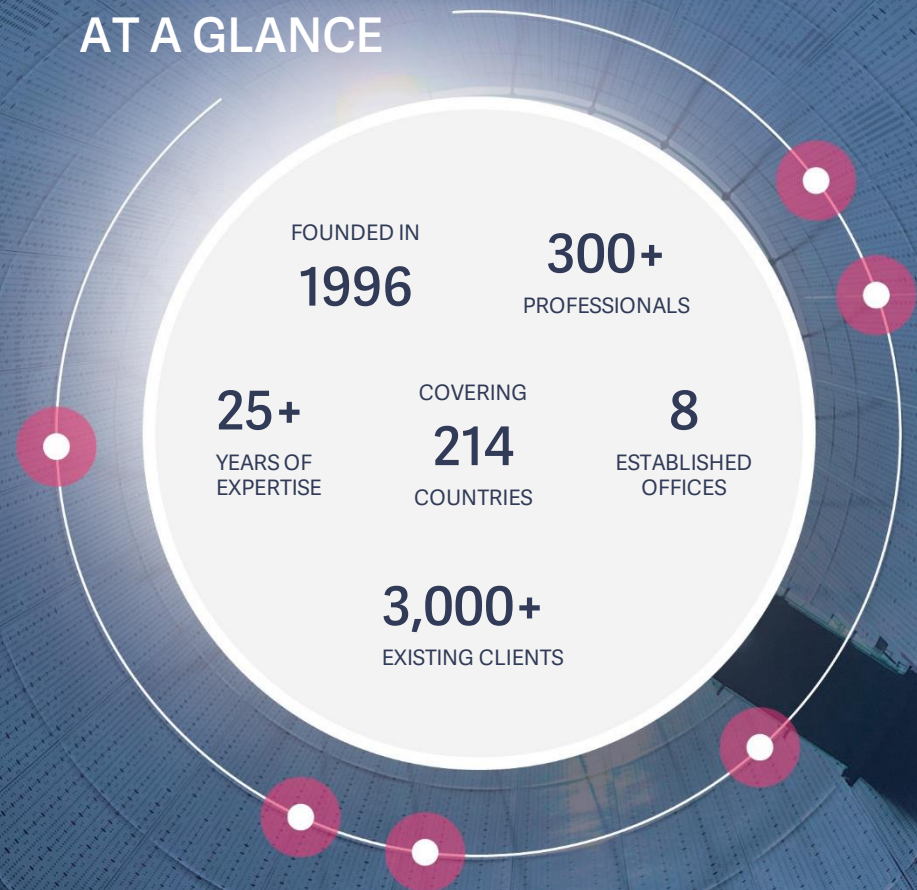 AT A GLANCE
FOUNDED IN
1996
300+
PROFESSIONALS
25+
YEARS OF
EXPERTISE
COVERING
214
COUNTRIES
8
ESTABLISHED
OFFICES
3,000+
EXISTING CLIENTS